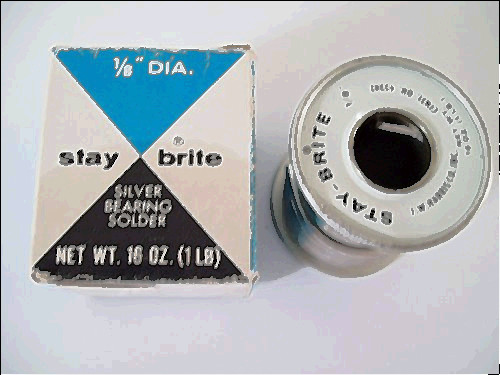 1/8" DIA.
stay brite®
SILVER
BEARING
SOLDER
NET WT. 16 OZ. (1 LB)
STAY-BRITE®